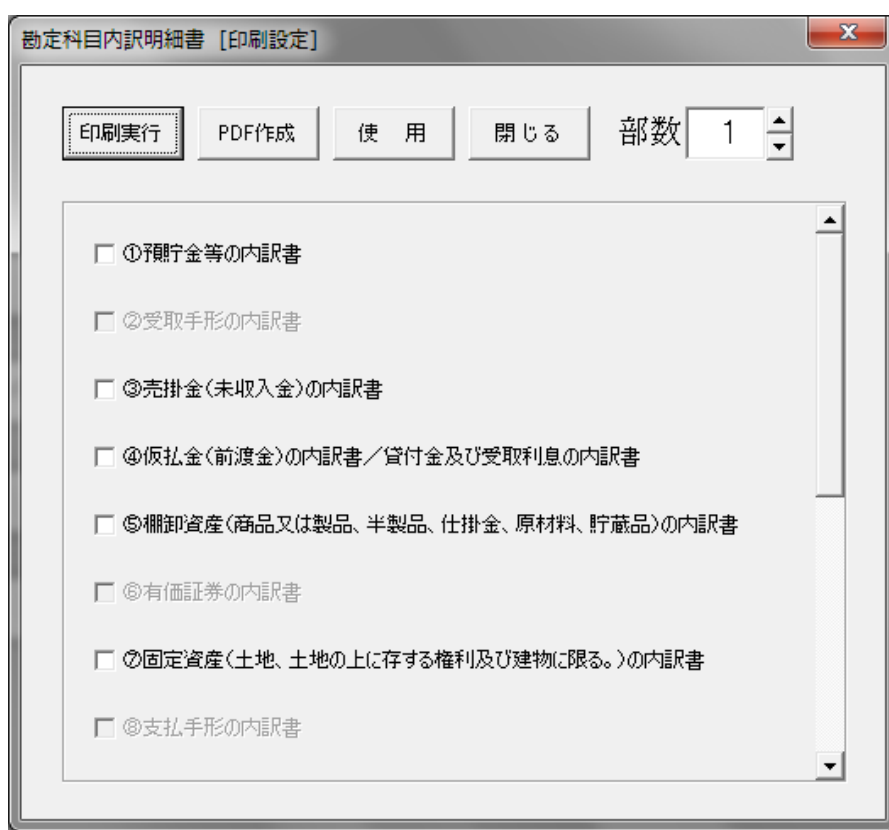 勘定科目内訳明細書 [印刷設定]
印刷実行 PDF作成 使 用 閉じる 部数 1
①預貯金等の内訳書
②受取手形の内訳書
③売掛金(未収入金)の内訳書
④仮払金(前渡金)の内訳書／貸付金及び受取利息の内訳書
⑤棚卸資産(商品又は製品、半製品、仕掛金、原材料、貯蔵品)の内訳書
⑥有価証券の内訳書
⑦固定資産(土地、土地の上に存する権利及び建物に限る。)の内訳書
⑧支払手形の内訳書